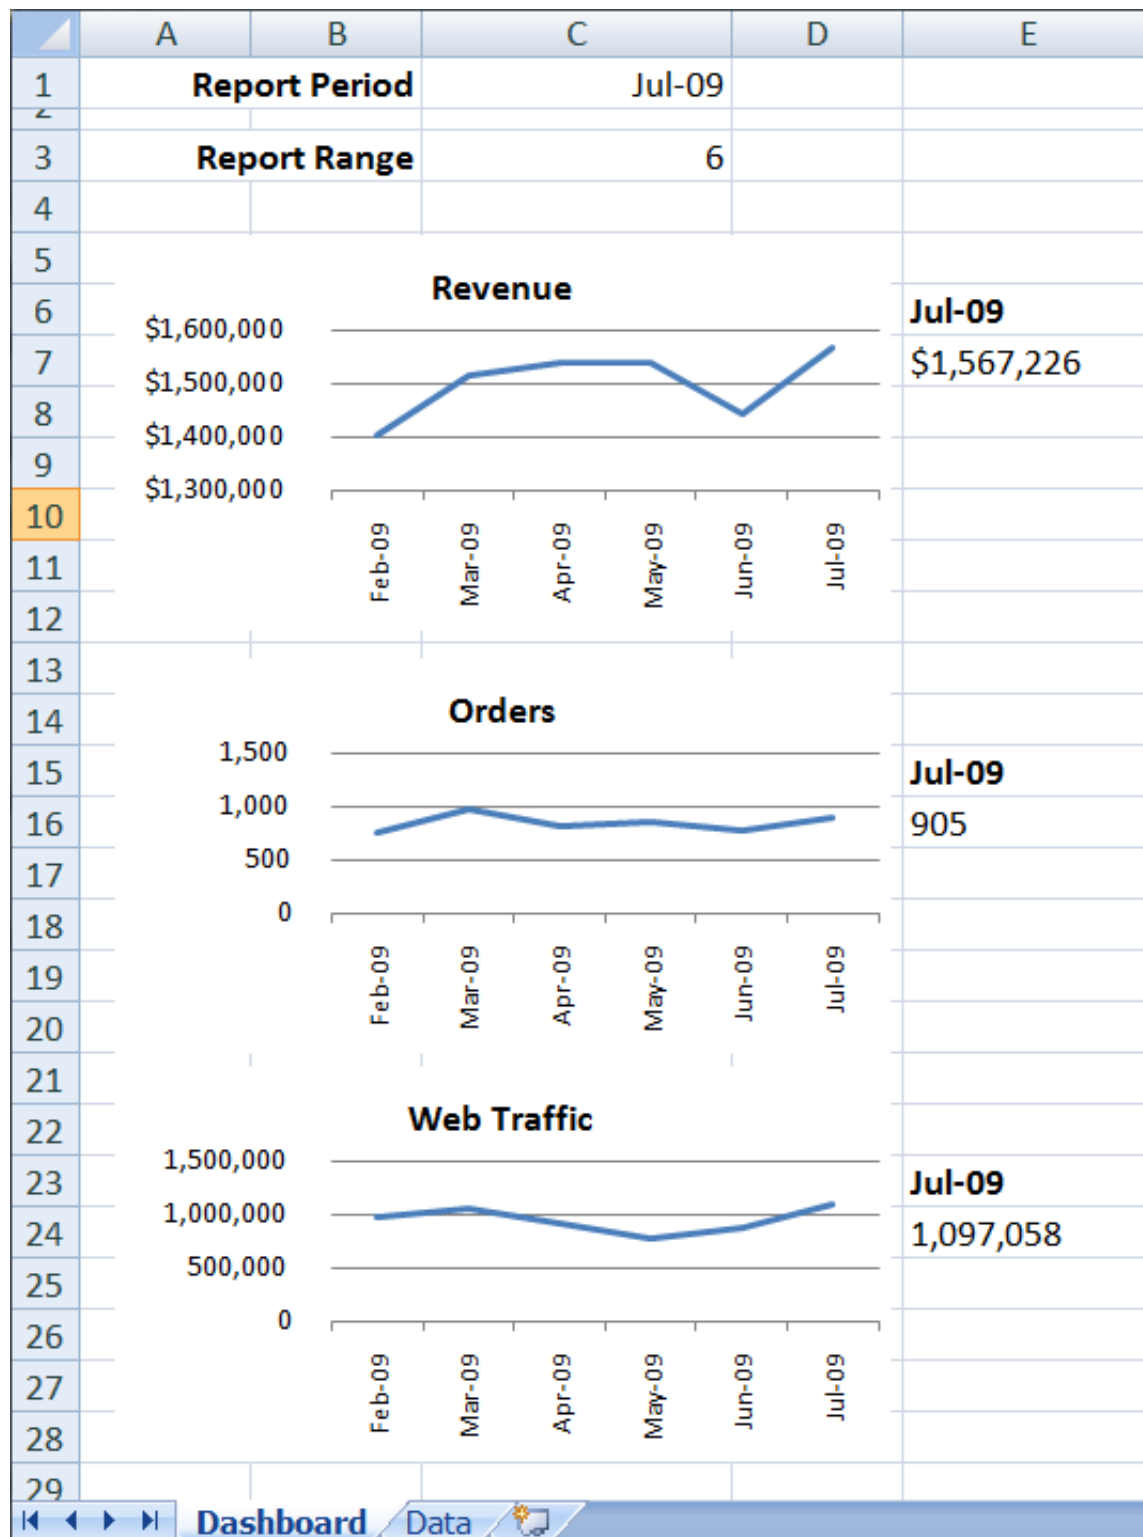 A B C D E
1 Report Period Jul-09
2
3 Report Range 6
4
5
Revenue
6 Jul-09
$1,600,000
7 $1,567,226
$1,500,000
8
$1,400,000
9
$1,300,000
10
11
Feb-09 Mar-09 Apr-09 May-09 Jun-09 Jul-09
12
13
14
Orders
1,500
15 Jul-09
1,000
16 905
500
17
0
18
19
Feb-09 Mar-09 Apr-09 May-09 Jun-09 Jul-09
20
21
22
Web Traffic
1,500,000
23 Jul-09
1,000,000
24 1,097,058
500,000
25
0
26
27
Feb-09 Mar-09 Apr-09 May-09 Jun-09 Jul-09
28
29
Dashboard Data